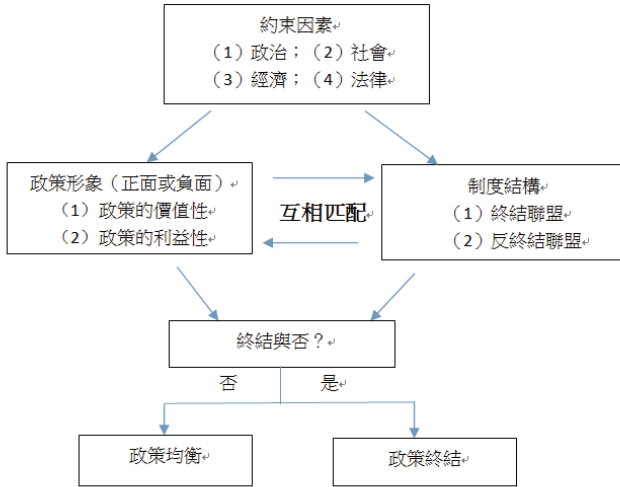 約束因素
（1）政治；（2）社會
（3）經濟；（4）法律
政策形象（正面或負面）
（1）政策的價值性
（2）政策的利益性
互相匹配
制度結構
（1）終結聯盟
（2）反終結聯盟
終結與否？
否 是
政策均衡
政策終結